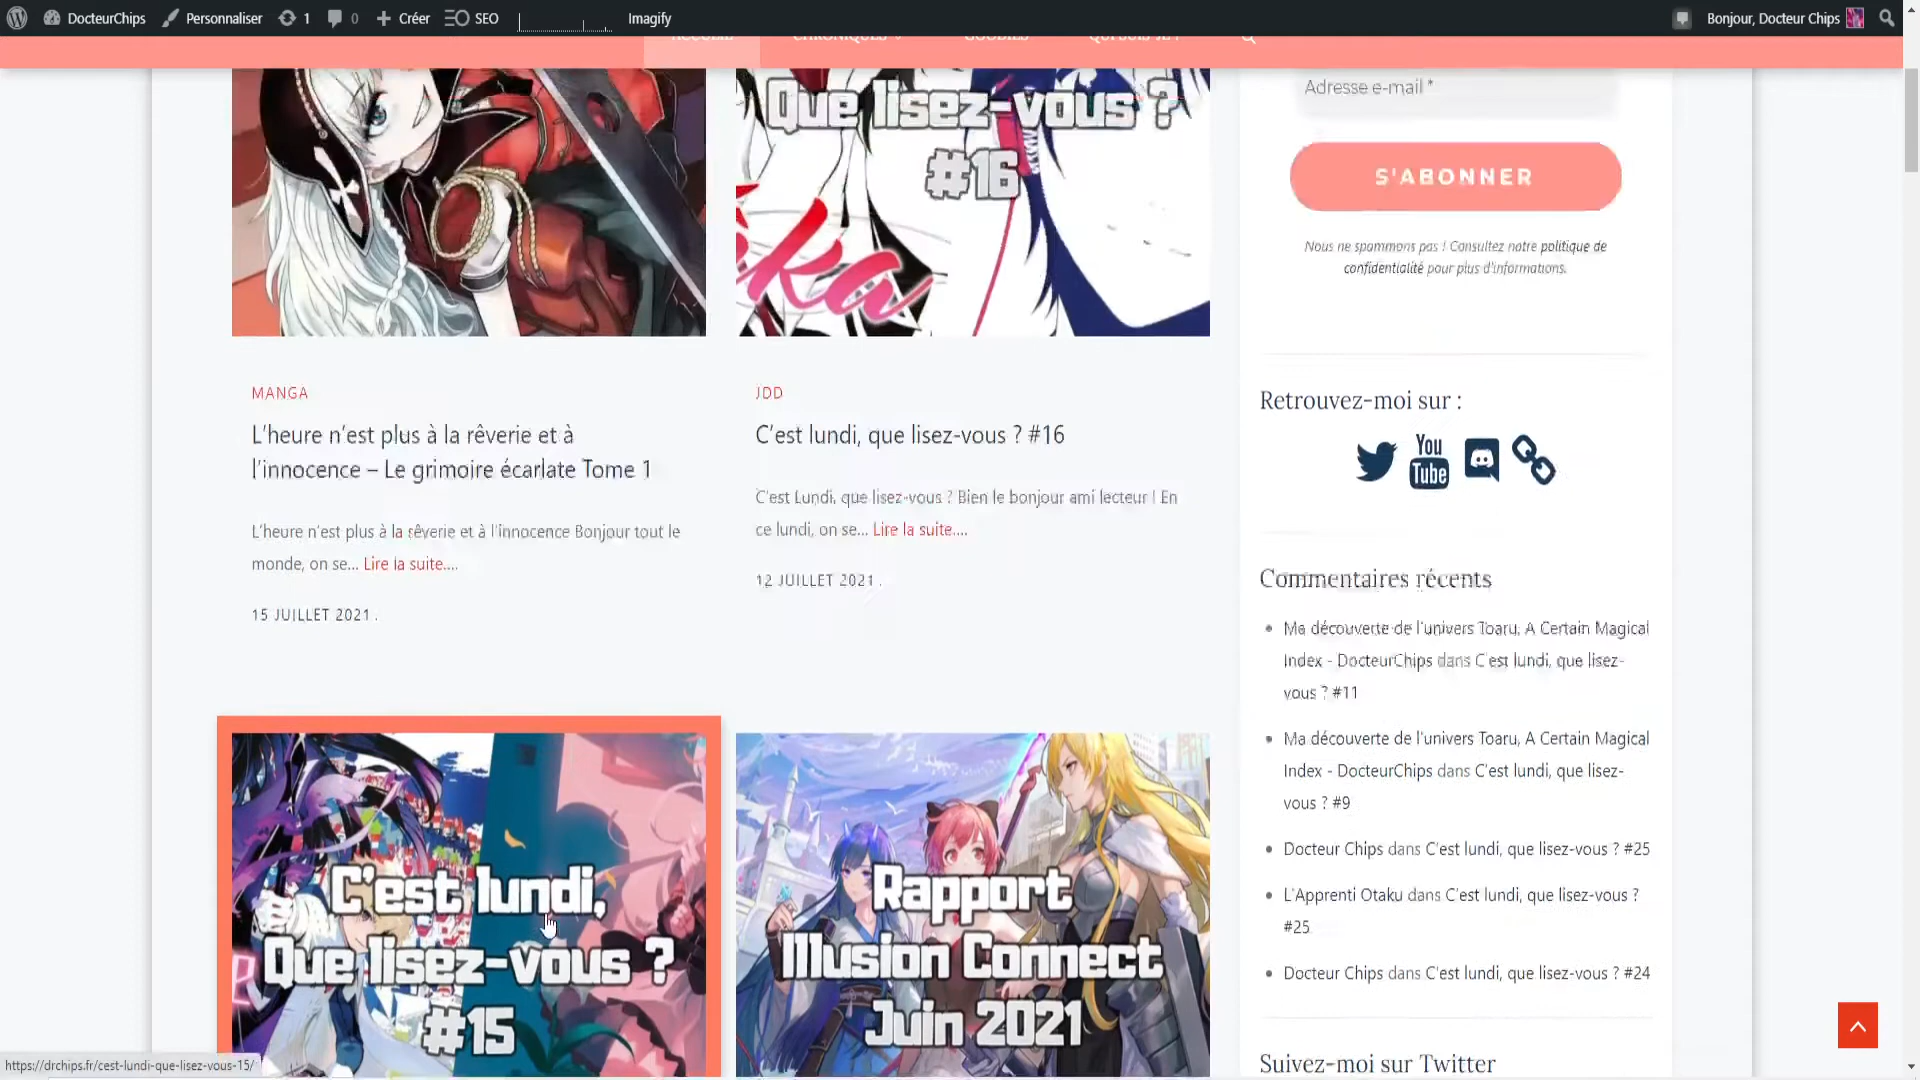 DocteurChips Personnaliser 1 0 Créer SEO Imagify Bonjour, Docteur Chips
ACCUEIL CHRONIQUES GOODIES QUI SUIS-JE ?
Que lisez-vous ?
#16
MANGA
L'heure n'est plus à la rêverie et à
l'innocence – Le grimoire écarlate Tome 1
L'heure n'est plus à la rêverie et à l'innocence Bonjour tout le
monde, on se... Lire la suite....
15 JUILLET 2021 .
JDD
C'est lundi, que lisez-vous ? #16
C'est Lundi, que lisez-vous ? Bien le bonjour ami lecteur ! En
ce lundi, on se... Lire la suite....
12 JUILLET 2021 .
C'est lundi,
Que lisez-vous ?
#15
Rapport
Illusion Connect
Juin 2021
Adresse e-mail *
S'ABONNER
Nous ne spammons pas ! Consultez notre politique de
confidentialité pour plus d'informations.
Retrouvez-moi sur :
You
Tube
Commentaires récents
Ma découverte de l'univers Toaru, A Certain Magical
Index - DocteurChips dans C'est lundi, que lisez-
vous ? #11
Ma découverte de l'univers Toaru, A Certain Magical
Index - DocteurChips dans C'est lundi, que lisez-
vous ? #9
Docteur Chips dans C'est lundi, que lisez-vous ? #25
L'Apprenti Otaku dans C'est lundi, que lisez-vous ?
#25
Docteur Chips dans C'est lundi, que lisez-vous ? #24
Suivez-moi sur Twitter
https://drchips.fr/cest-lundi-que-lisez-vous-15/